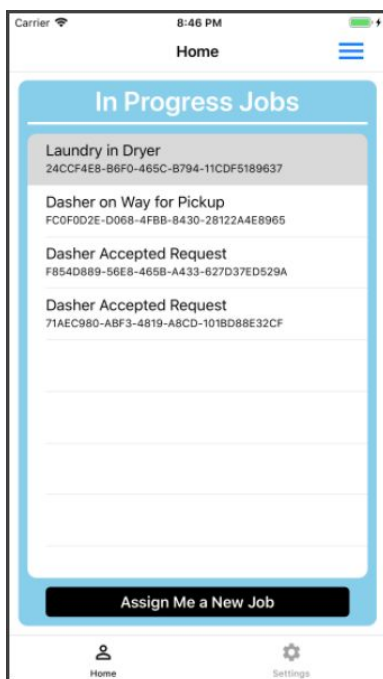 Carrier
8:46 PM
Home
In Progress Jobs
Laundry in Dryer
24CCF4E8-B6F0-465C-B794-11CDF5189637
Dasher on Way for Pickup
FC0F0D2E-D068-4FBB-8430-28122A4E8965
Dasher Accepted Request
F854D889-56E8-465B-A433-627D37ED529A
Dasher Accepted Request
71AEC980-ABF3-4819-A8CD-101BD88E32CF
Assign Me a New Job
Home
Settings